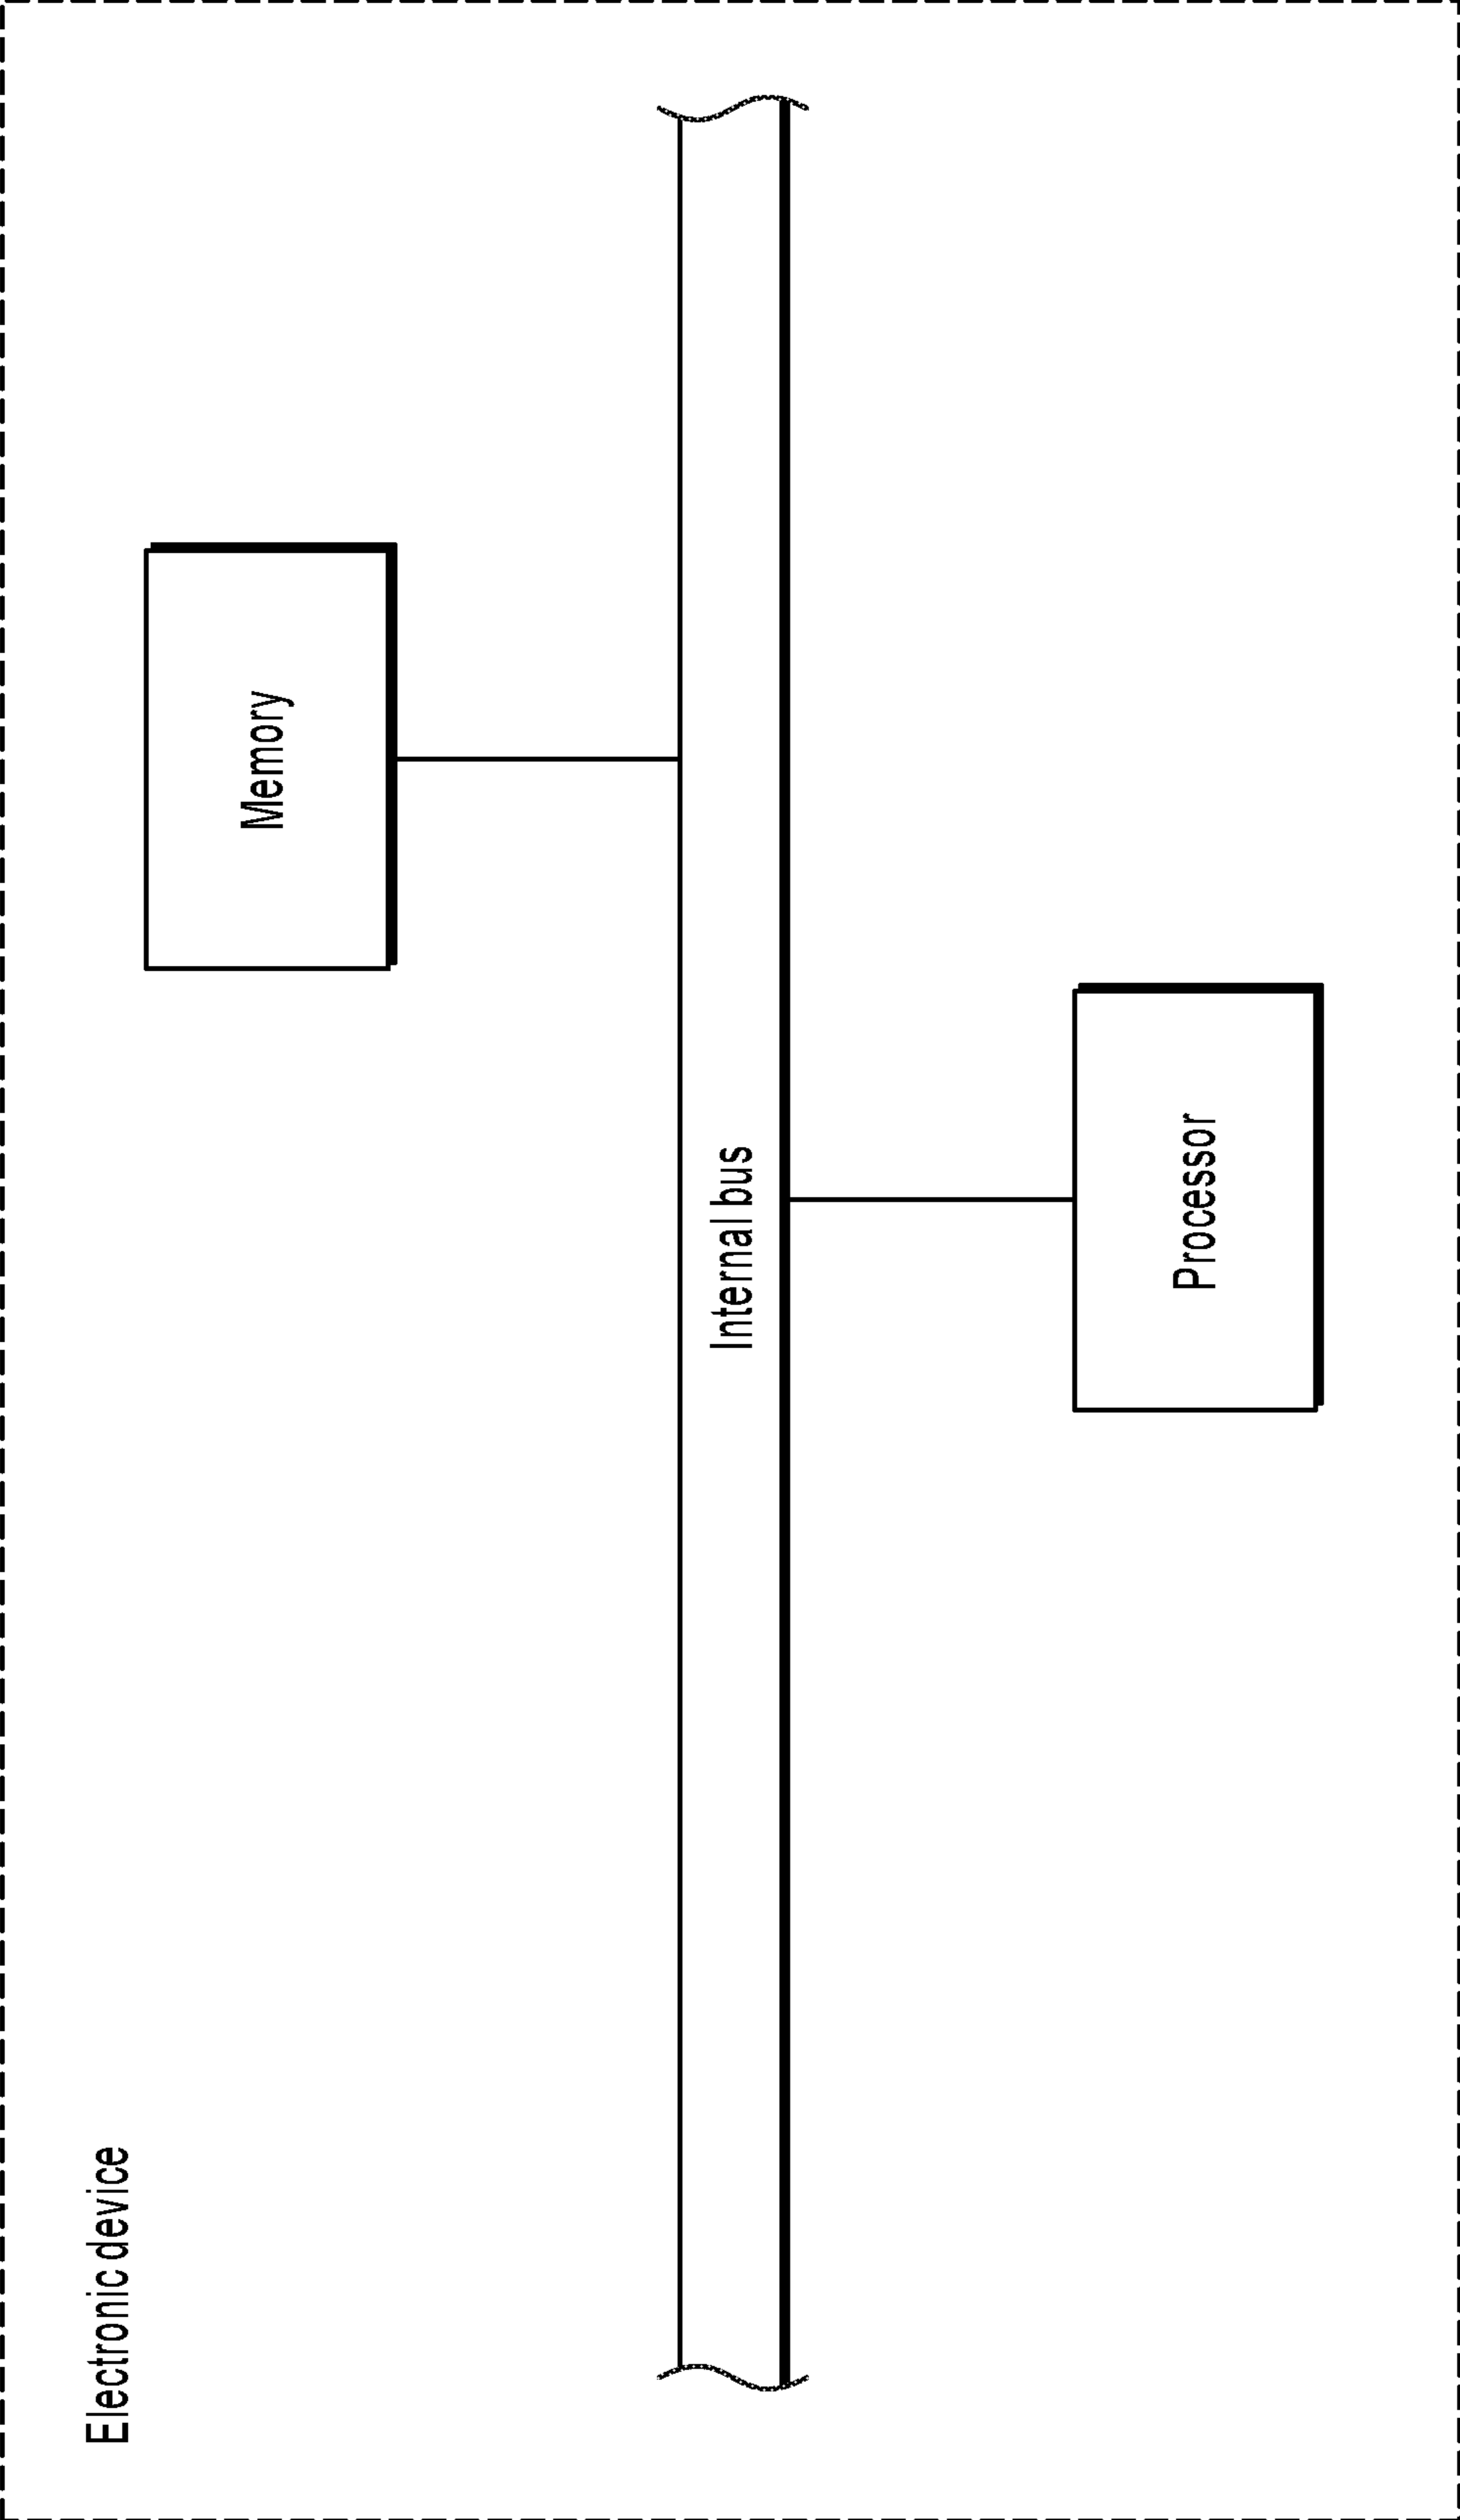 Electronic device
Memory
Internal bus
Processor